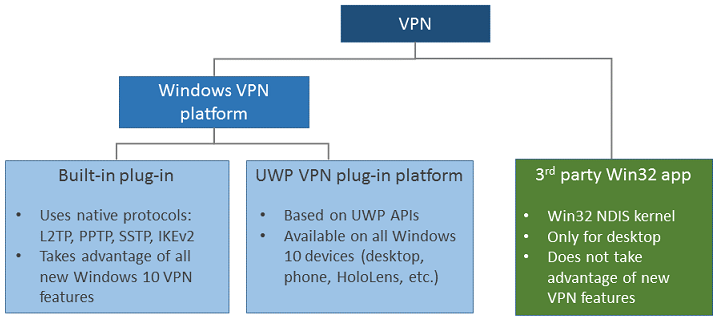 VPN
Windows VPN
platform
Built-in plug-in
• Uses native protocols:
L2TP, PPTP, SSTP, IKEv2
• Takes advantage of all
new Windows 10 VPN
features
UWP VPN plug-in platform
• Based on UWP APIs
• Available on all Windows
10 devices (desktop,
phone, HoloLens, etc.)
3rd party Win32 app
• Win32 NDIS kernel
• Only for desktop
• Does not take
advantage of new
VPN features